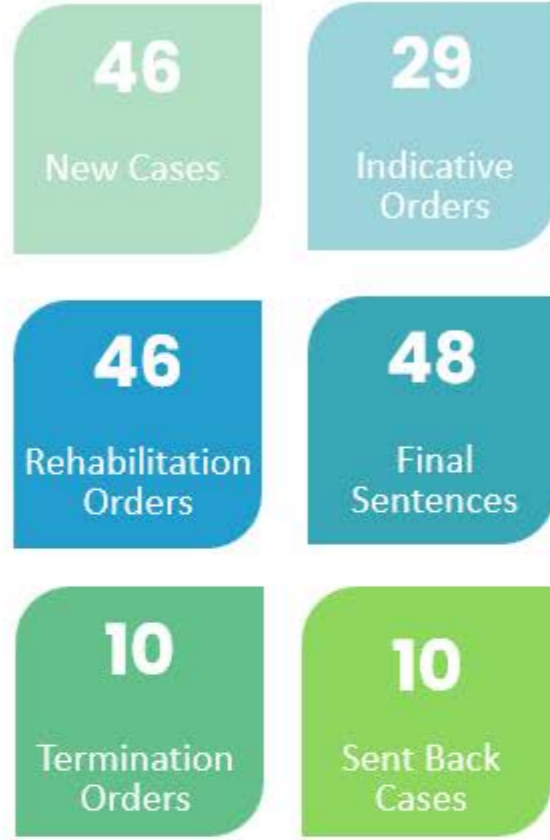 46
New Cases
29
Indicative
Orders
46
Rehabilitation
Orders
48
Final
Sentences
10
Termination
Orders
10
Sent Back
Cases